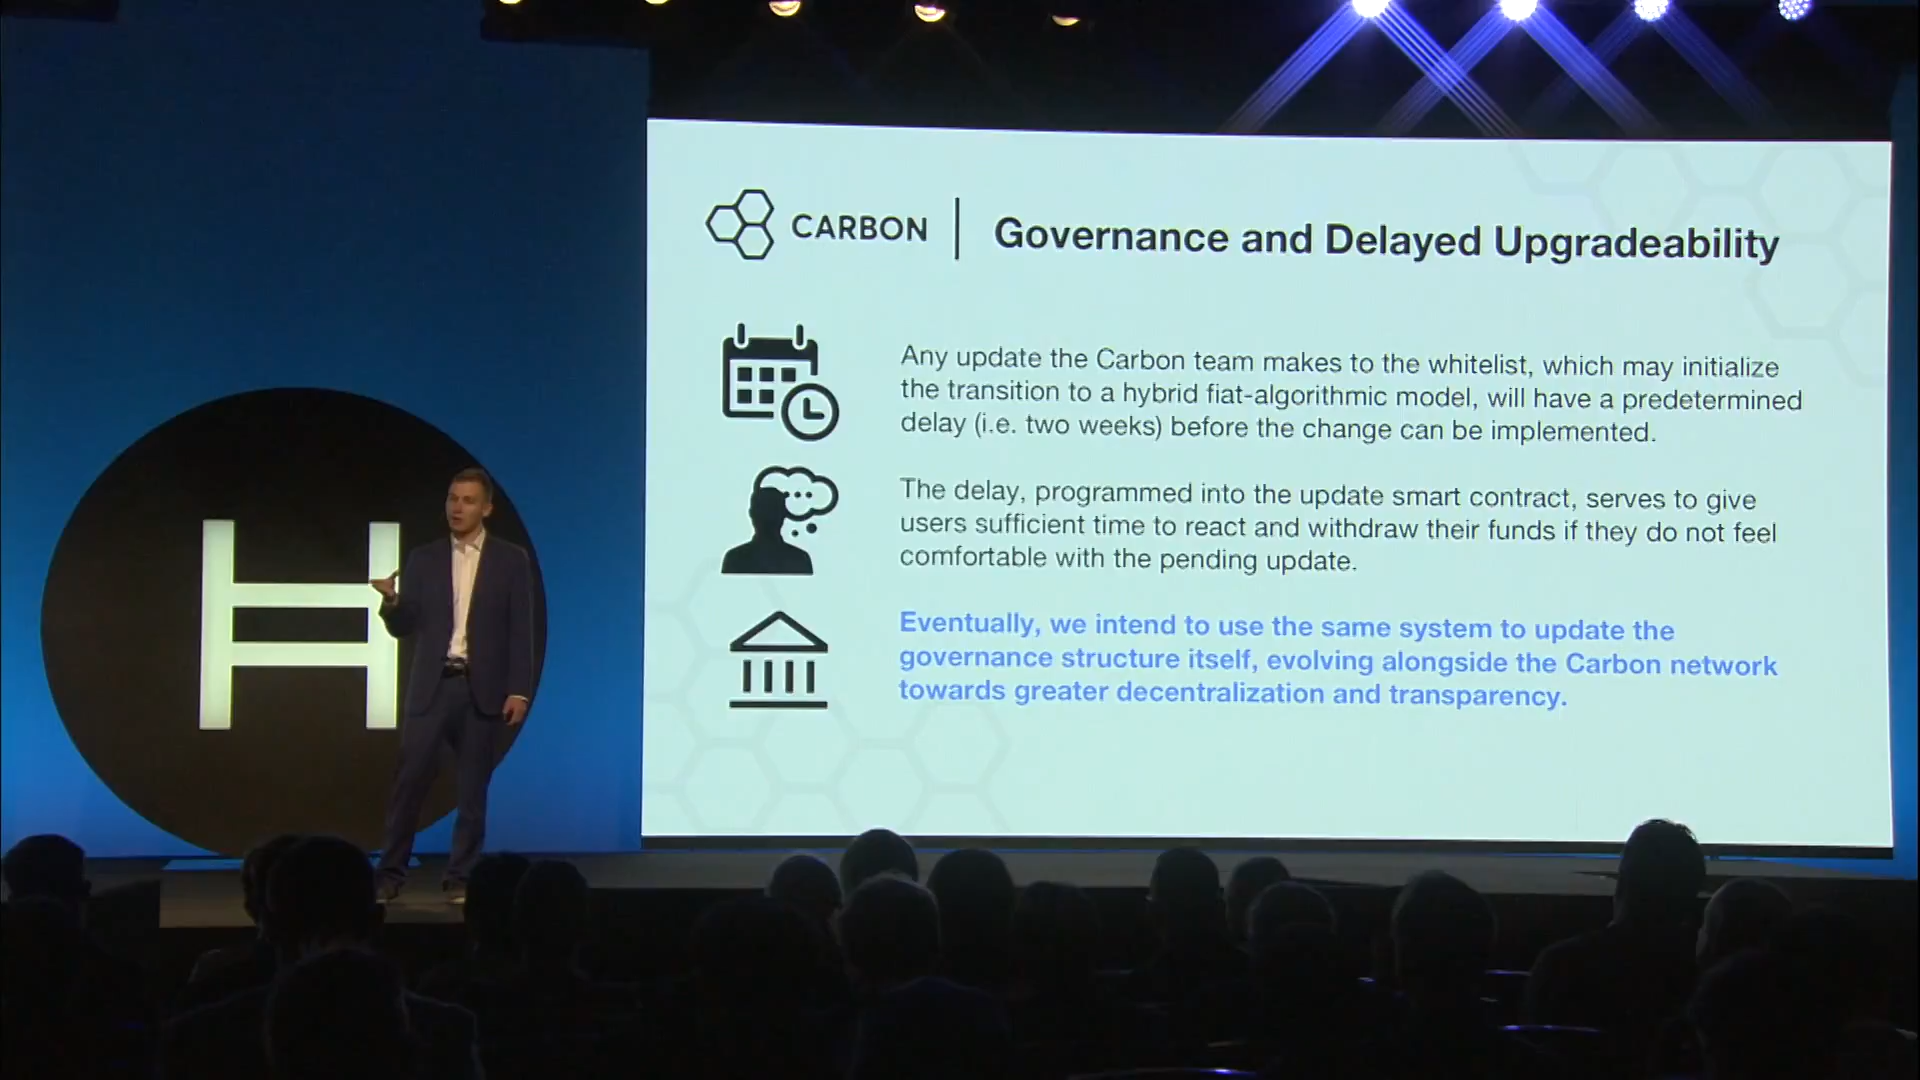 CARBON | Governance and Delayed Upgradeability
Any update the Carbon team makes to the whitelist, which may initialize
the transition to a hybrid fiat-algorithmic model, will have a predetermined
delay (i.e. two weeks) before the change can be implemented.
The delay, programmed into the update smart contract, serves to give
users sufficient time to react and withdraw their funds if they do not feel
comfortable with the pending update.
Eventually, we intend to use the same system to update the
governance structure itself, evolving alongside the Carbon network
towards greater decentralization and transparency.